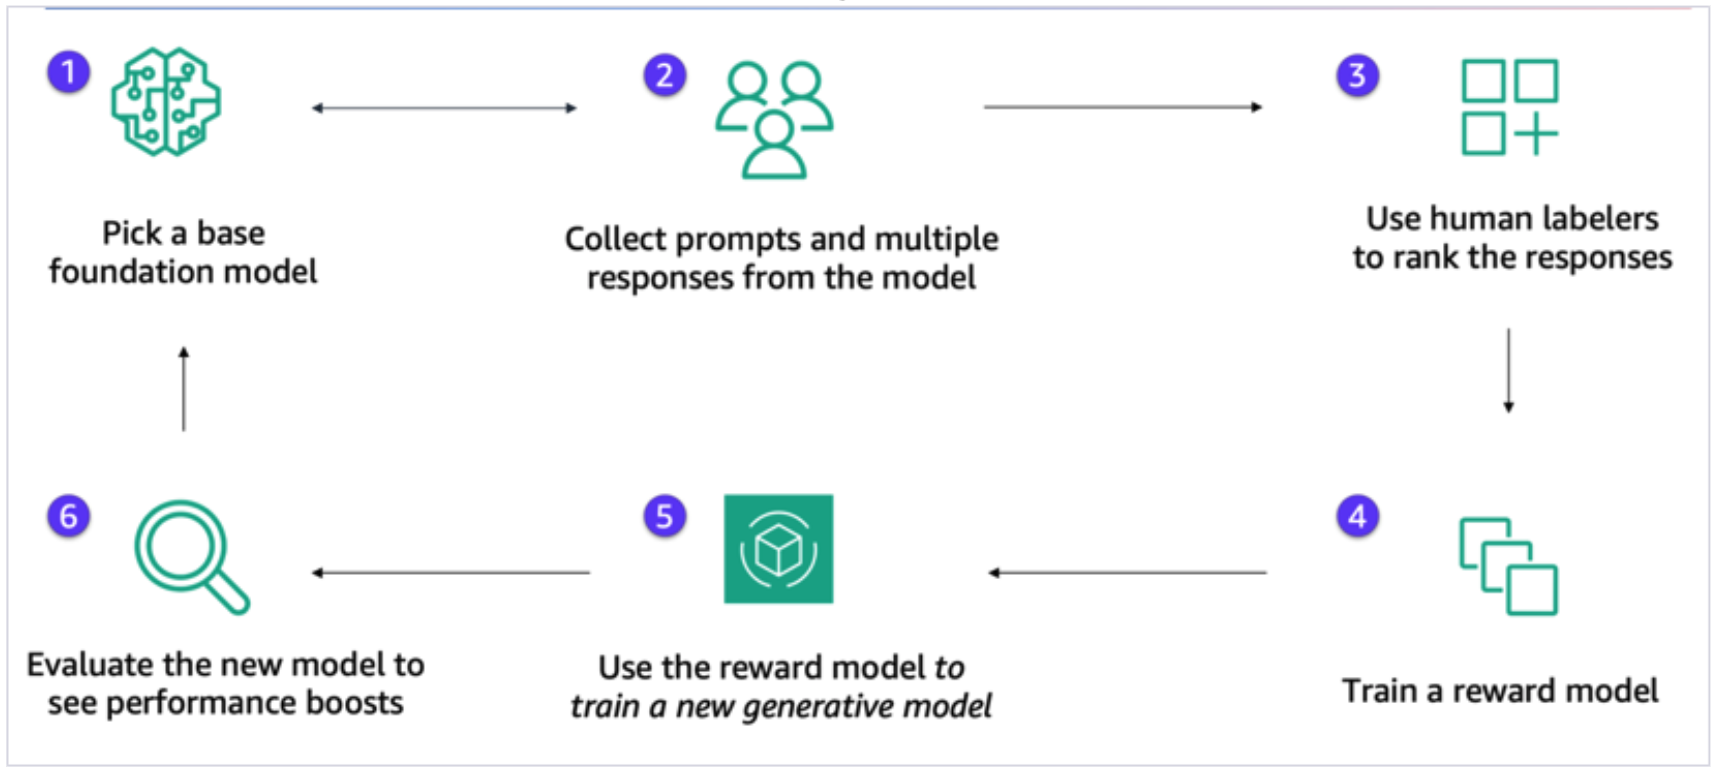 1
Pick a base
foundation model
2
Collect prompts and multiple
responses from the model
3
Use human labelers
to rank the responses
4
Train a reward model
5
Use the reward model to
train a new generative model
6
Evaluate the new model to
see performance boosts